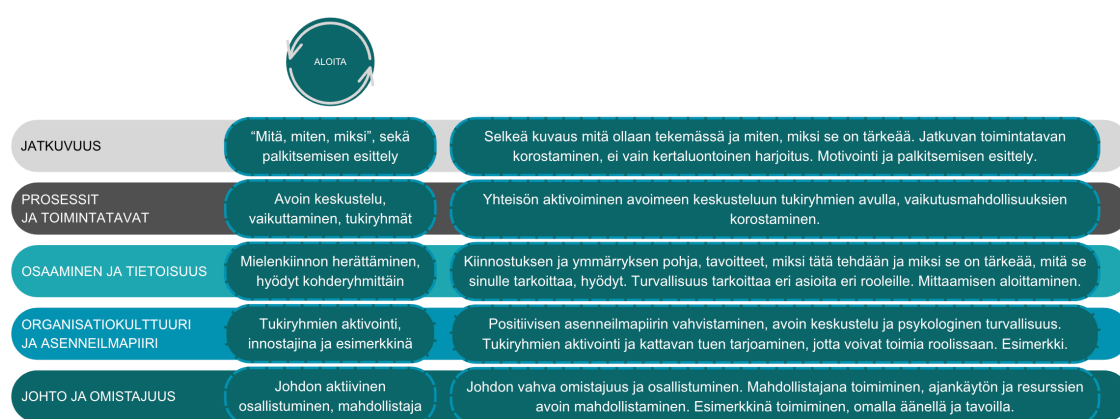 ALOITA
JATKUVUUS
“Mitä, miten, miksi”, sekä
palkitsemisen esittely
Selkeä kuvaus mitä ollaan tekemässä ja miten, miksi se on tärkeää. Jatkuvan toimintatavan
korostaminen, ei vain kertaluontoinen harjoitus. Motivointi ja palkitsemisen esittely.
PROSESSIT
JA TOIMINTATAVAT
Avoin keskustelu,
vaikuttaminen, tukiryhmät
Yhteisön aktivoiminen avoimeen keskusteluun tukiryhmien avulla, vaikutusmahdollisuuksien
korostaminen.
OSAAMINEN JA TIETOISUUS
Mielenkiinnon herättäminen,
hyödyt kohderyhmittäin
Kiinnostuksen ja ymmärryksen pohja, tavoitteet, miksi tätä tehdään ja miksi se on tärkeää, mitä se
sinulle tarkoittaa, hyödyt. Turvallisuus tarkoittaa eri asioita eri rooleille. Mittaamisen aloittaminen.
ORGANISATIOKULTTUURI
JA ASENNEILMAPIIRI
Tukiryhmien aktivointi,
innostajina ja esimerkkinä
Positiivisen asenneilmapiirin vahvistaminen, avoin keskustelu ja psykologinen turvallisuus.
Tukiryhmien aktivointi ja kattavan tuen tarjoaminen, jotta voivat toimia roolissaan. Esimerkki.
JOHTO JA OMISTAJUUS
Johdon aktiivinen
osallistuminen, mahdollistaja
Johdon vahva omistajuus ja osallistuminen. Mahdollistajana toimiminen, ajankäytön ja resurssien
avoin mahdollistaminen. Esimerkkinä toimiminen, omalla äänellä ja tavoilla.